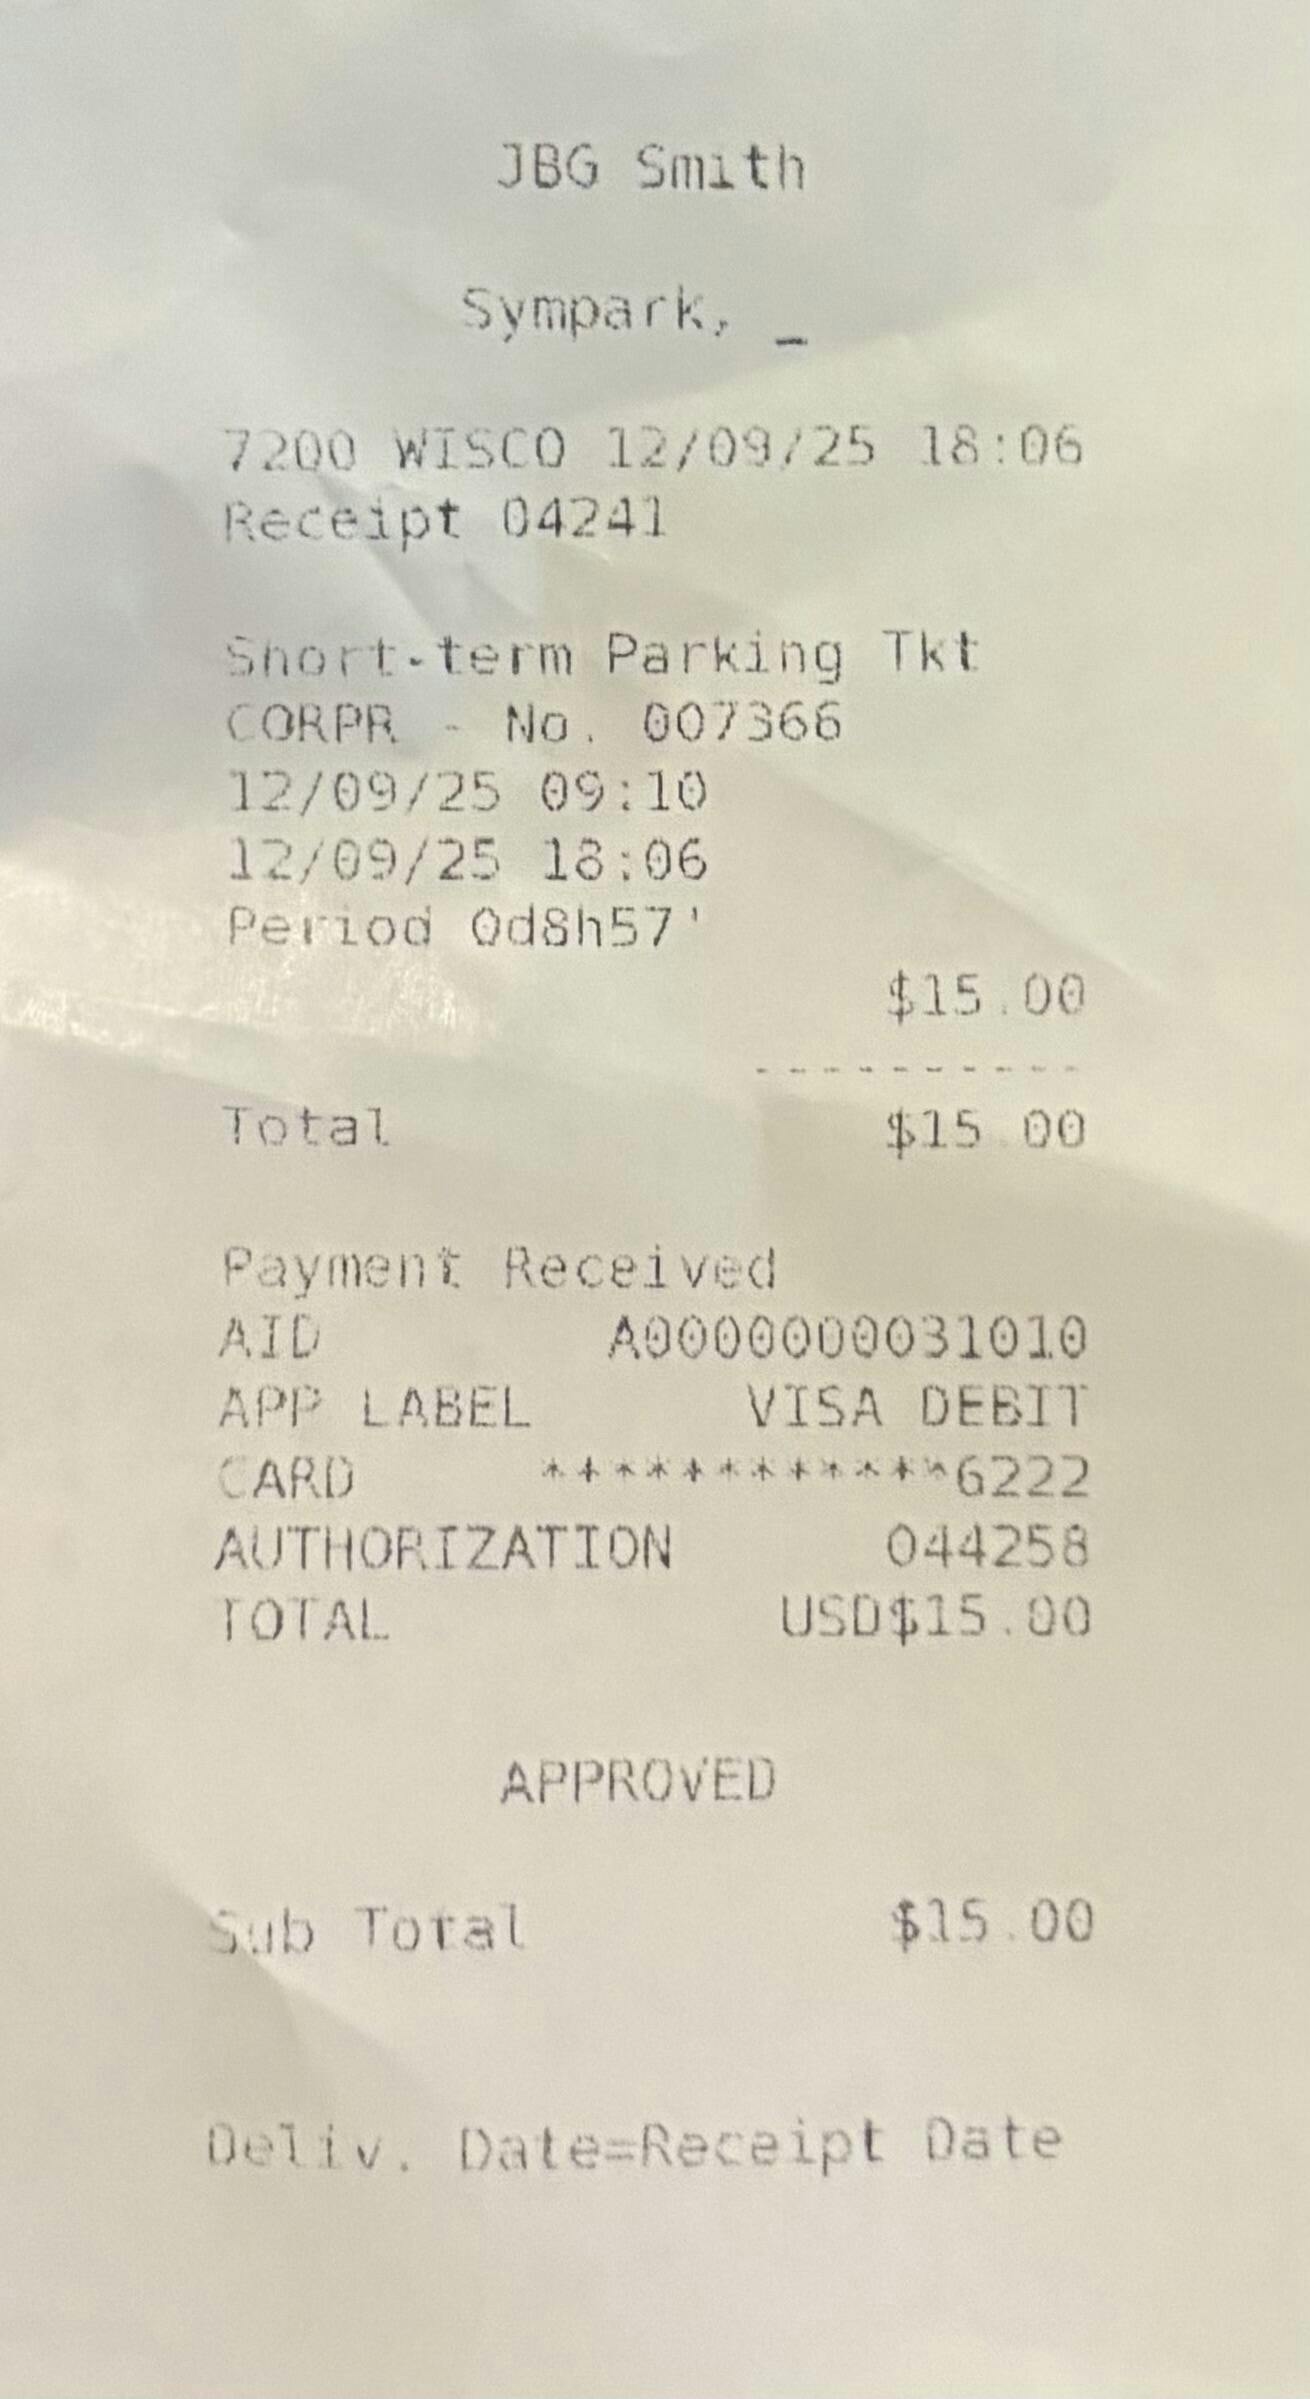 JBG Smith
Sympark, _
7200 WISCO 12/09/25 18:06
Receipt 04241
Short-term Parking Tkt
CORPR - No. 007366
12/09/25 09:10
12/09/25 18:06
Period 0d8h57'
$15.00
----------
Total $15.00
Payment Received
AID A0000000031010
APP LABEL VISA DEBIT
CARD ************6222
AUTHORIZATION 044258
TOTAL USD$15.00
APPROVED
Sub Total $15.00
Deliv. Date=Receipt Date